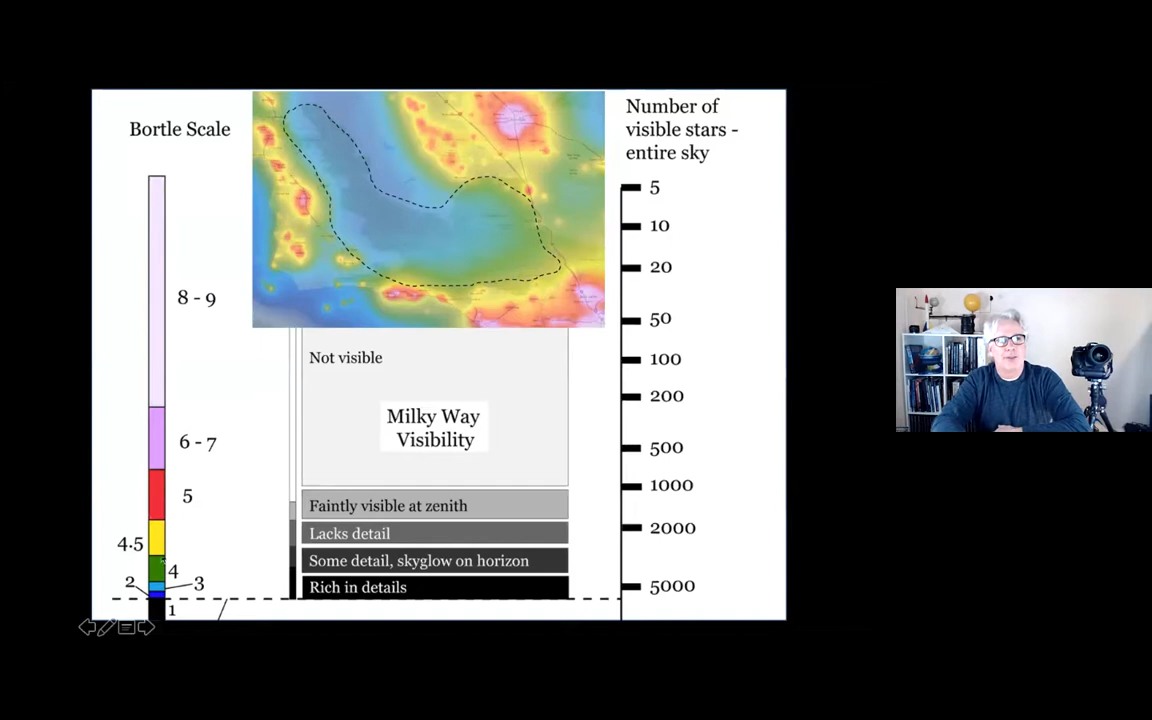 Bortle Scale
8 - 9
6 - 7
5
4.5
4
2
3
1
Not visible
Milky Way
Visibility
Faintly visible at zenith
Lacks detail
Some detail, skyglow on horizon
Rich in details
Number of
visible stars -
entire sky
5
10
20
50
100
200
500
1000
2000
5000